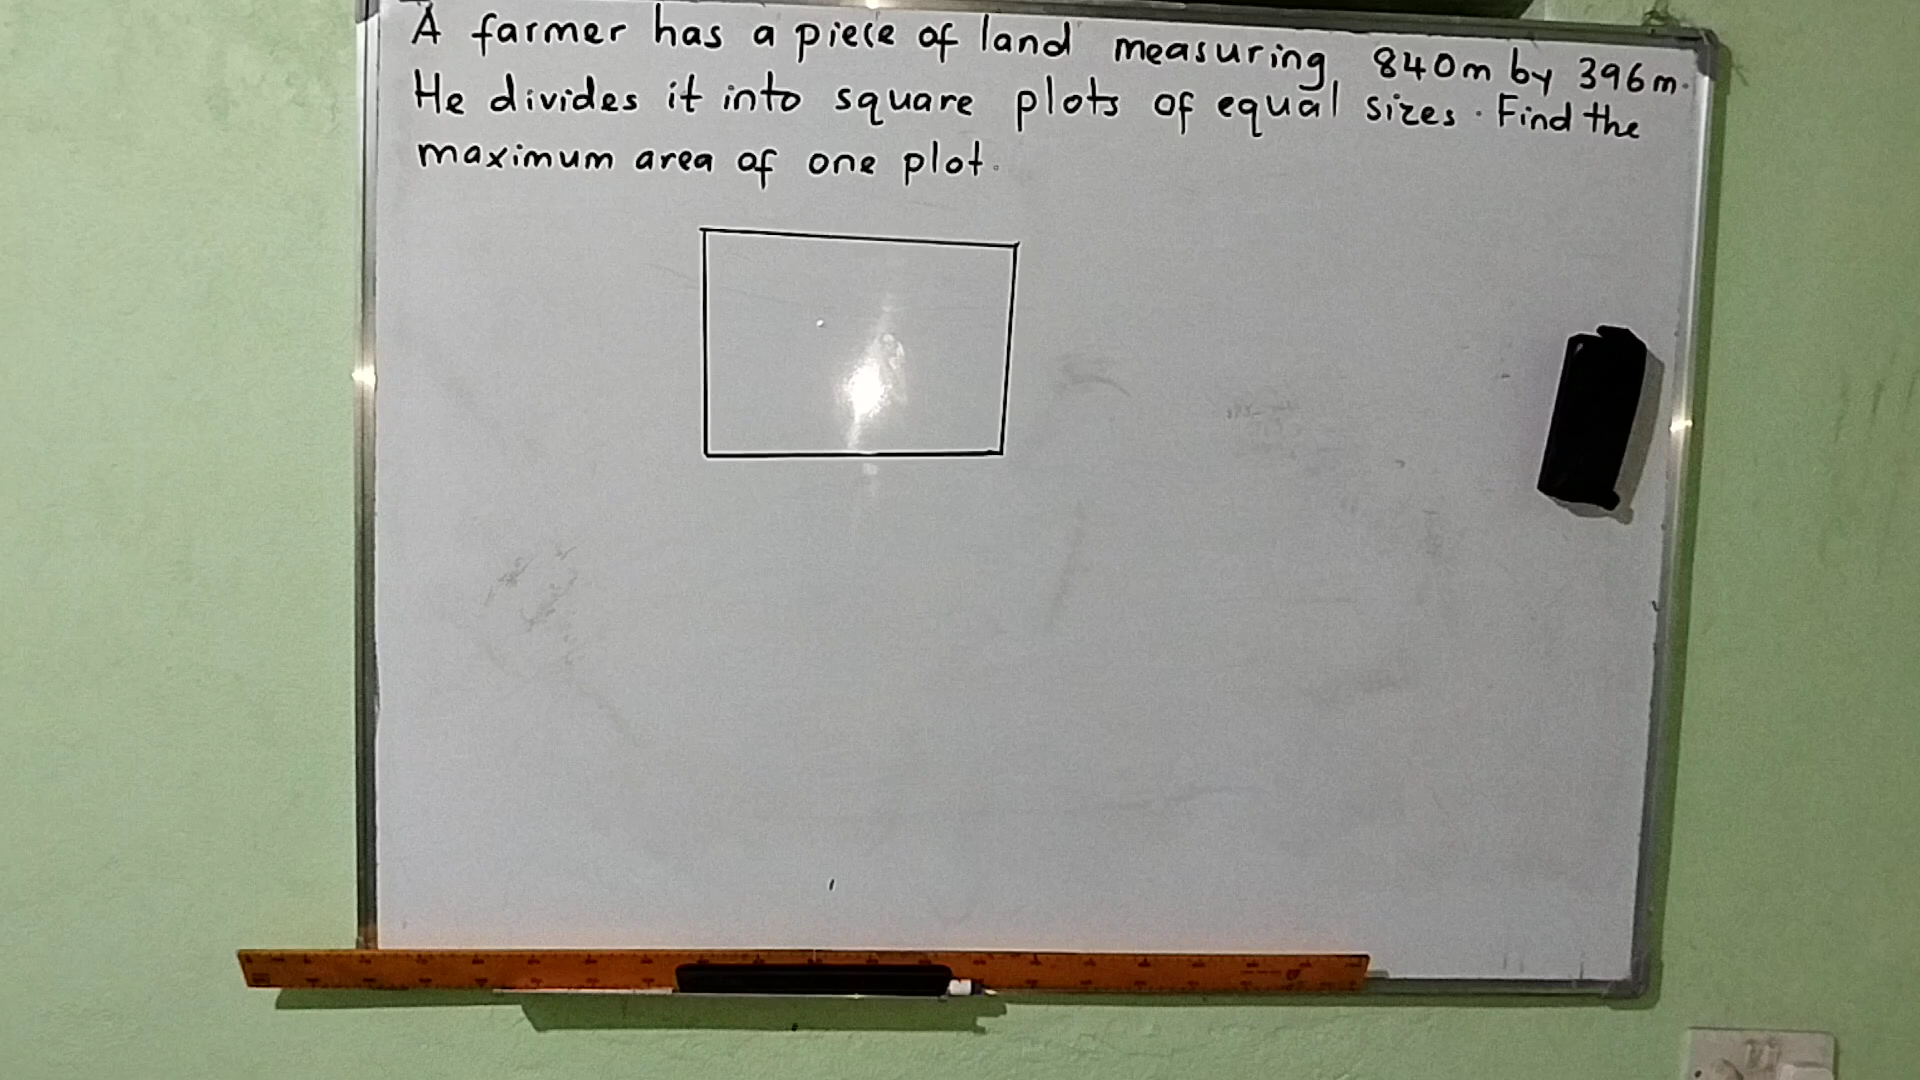 A farmer has a piece of land measuring 840m by 396m.
He divides it into square plots of equal sizes. Find the
maximum area of one plot.